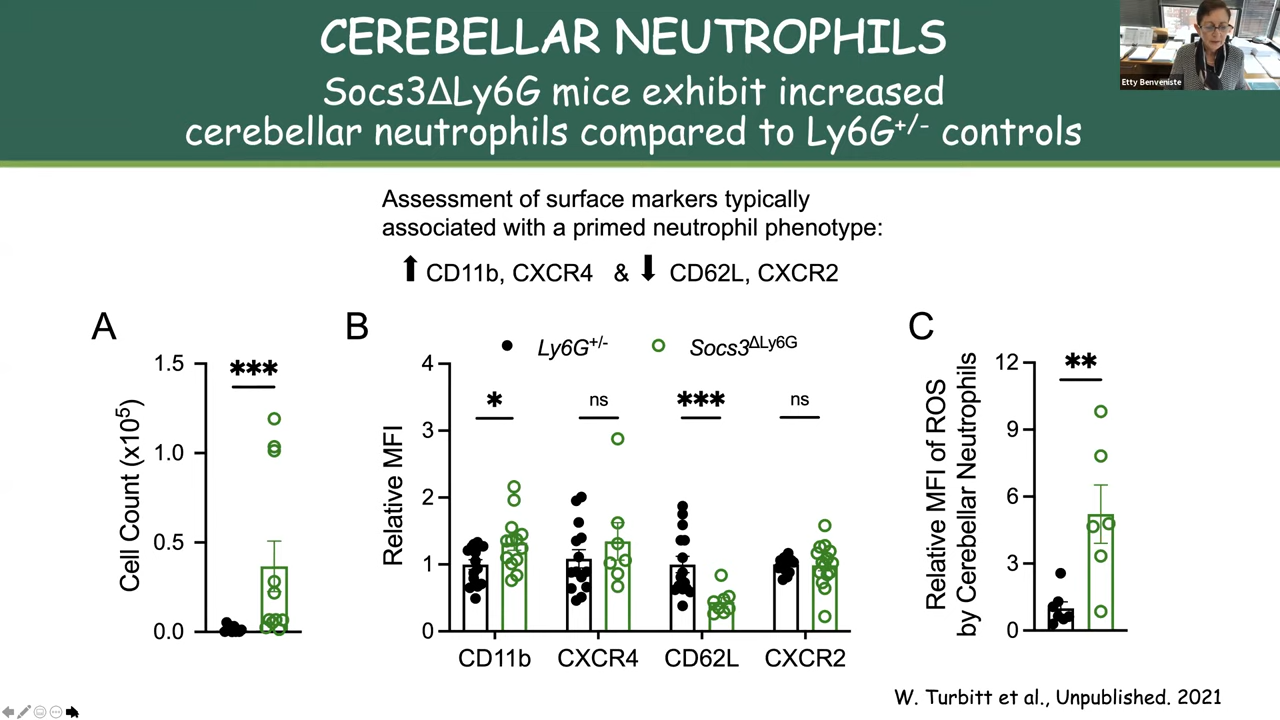 CEREBELLAR NEUTROPHILS
Socs3ΔLy6G mice exhibit increased
cerebellar neutrophils compared to Ly6G+/- controls
Etty Benveniste
Assessment of surface markers typically
associated with a primed neutrophil phenotype:
⬆ CD11b, CXCR4 & ⬇ CD62L, CXCR2
A
Cell Count (x10⁵)
1.5
1.0
0.5
0.0
***
B
Ly6G+/-
Socs3ΔLy6G
Relative MFI
4
3
2
1
0
* ns *** ns
CD11b CXCR4 CD62L CXCR2
C
Relative MFI of ROS
by Cerebellar Neutrophils
12
9
6
3
0
**
W. Turbitt et al., Unpublished. 2021